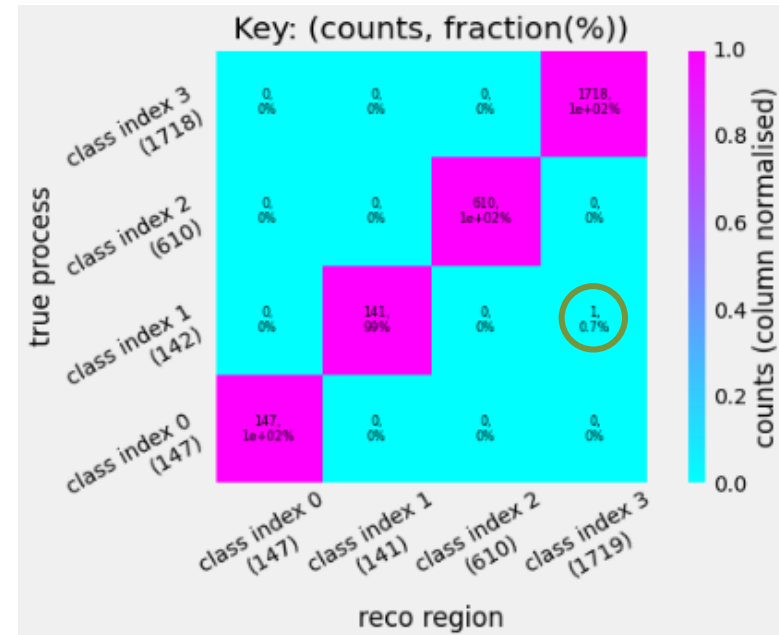 Key: (counts, fraction(%))
class index 3
(1718)
0,
0%
0,
0%
0,
0%
1718,
1e+02%
class index 2
(610)
0,
0%
0,
0%
610,
1e+02%
0,
0%
class index 1
(142)
0,
0%
141,
99%
0,
0%
1,
0.7%
class index 0
(147)
147,
1e+02%
0,
0%
0,
0%
0,
0%
true process
class index 0
(147)
class index 1
(141)
class index 2
(610)
class index 3
(1719)
reco region
1.0
0.8
0.6
0.4
0.2
0.0
counts (column normalised)